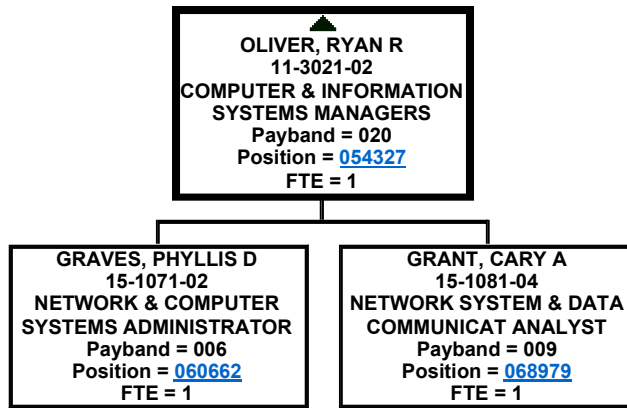 OLIVER, RYAN R
11-3021-02
COMPUTER & INFORMATION
SYSTEMS MANAGERS
Payband = 020
Position = 054327
FTE = 1
GRAVES, PHYLLIS D
15-1071-02
NETWORK & COMPUTER
SYSTEMS ADMINISTRATOR
Payband = 006
Position = 060662
FTE = 1
GRANT, CARY A
15-1081-04
NETWORK SYSTEM & DATA
COMMUNICAT ANALYST
Payband = 009
Position = 068979
FTE = 1